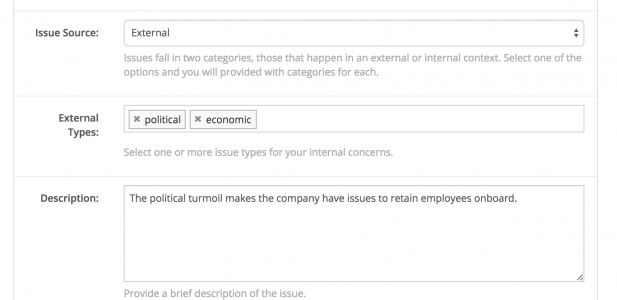 Issue Source:
External
Issues fall in two categories, those that happen in an external or internal context. Select one of the
options and you will provided with categories for each.
External
Types:
× political × economic
Select one or more issue types for your internal concerns.
Description:
The political turmoil makes the company have issues to retain employees onboard.
Provide a brief description of the issue.